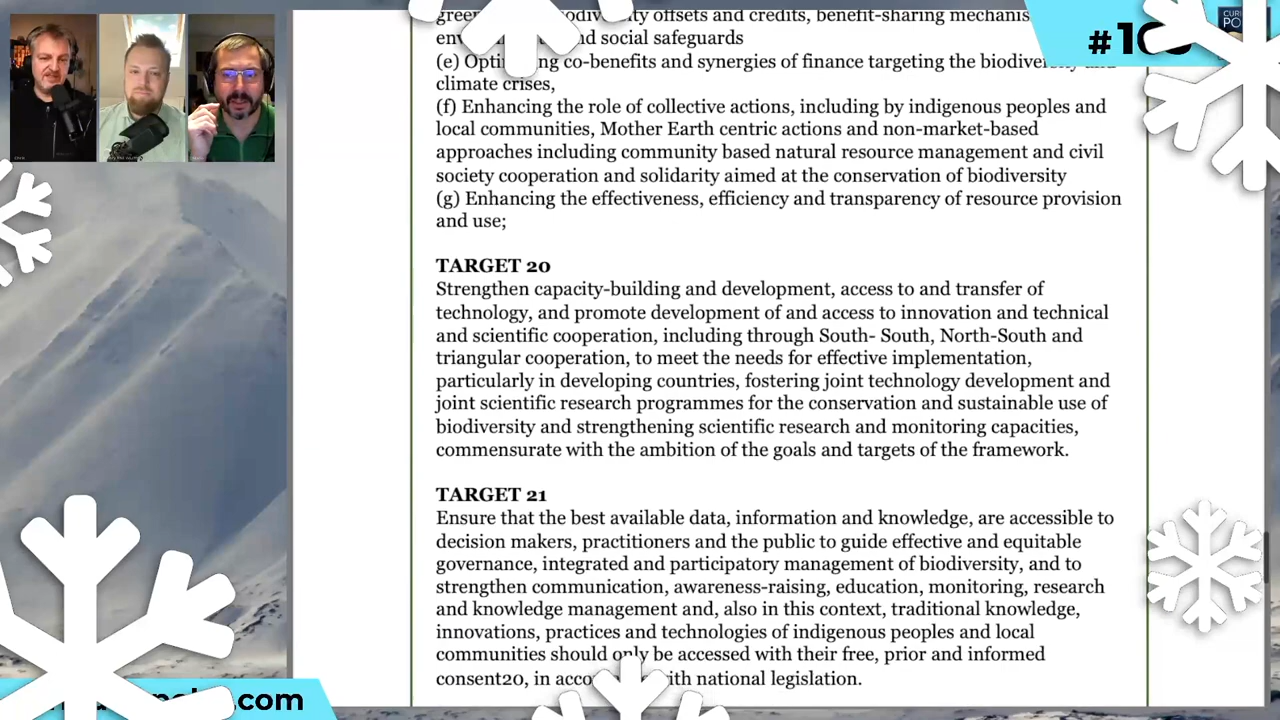 CURI
PO
#10
and social safeguards
(e) co-benefits and synergies of finance targeting the
climate crises,
(f) Enhancing the role of collective actions, including by indigenous peoples and
local communities, Mother Earth centric actions and non-market-based
approaches including community based natural resource management and civil
society cooperation and solidarity aimed at the conservation of biodiversity
(g) Enhancing the effectiveness, efficiency and transparency of resource provision
and use;
TARGET 20
Strengthen capacity-building and development, access to and transfer of
technology, and promote development of and access to innovation and technical
and scientific cooperation, including through South- South, North-South and
triangular cooperation, to meet the needs for effective implementation,
particularly in developing countries, fostering joint technology development and
joint scientific research programmes for the conservation and sustainable use of
biodiversity and strengthening scientific research and monitoring capacities,
commensurate with the ambition of the goals and targets of the framework.
TARGET 21
Ensure that the best available data, information and knowledge, are accessible to
decision makers, practitioners and the public to guide effective and equitable
governance, integrated and participatory management of biodiversity, and to
strengthen communication, awareness-raising, education, monitoring, research
and knowledge management and, also in this context, traditional knowledge,
innovations, practices and technologies of indigenous peoples and local
communities should only be accessed with their free, prior and informed
consent20, in with national legislation.
.com